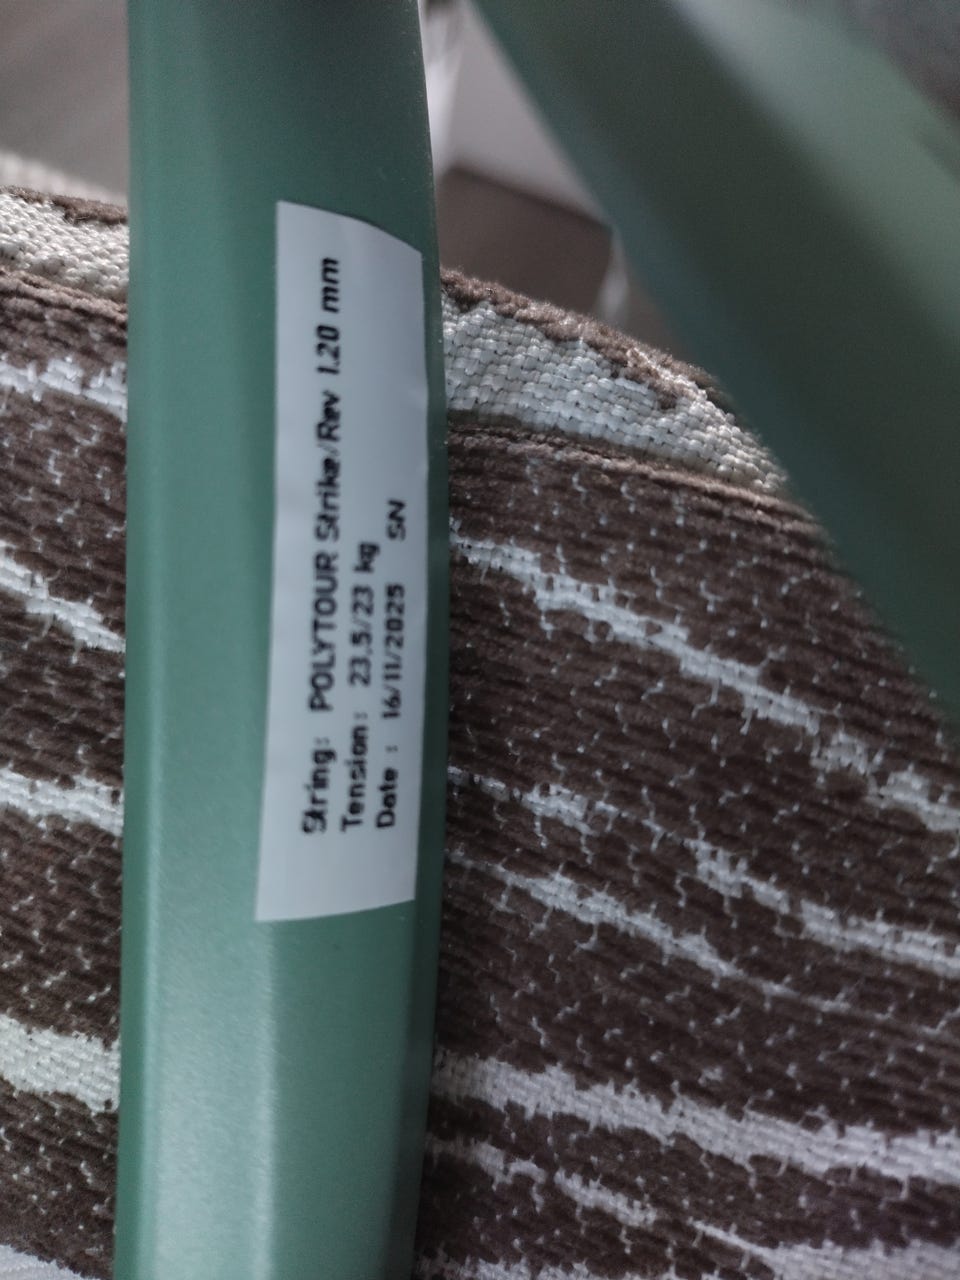 String: POLYTOUR Strike/Rev 1.20 mm
Tension: 23,5/23 kg
Date : 16/11/2025 SN